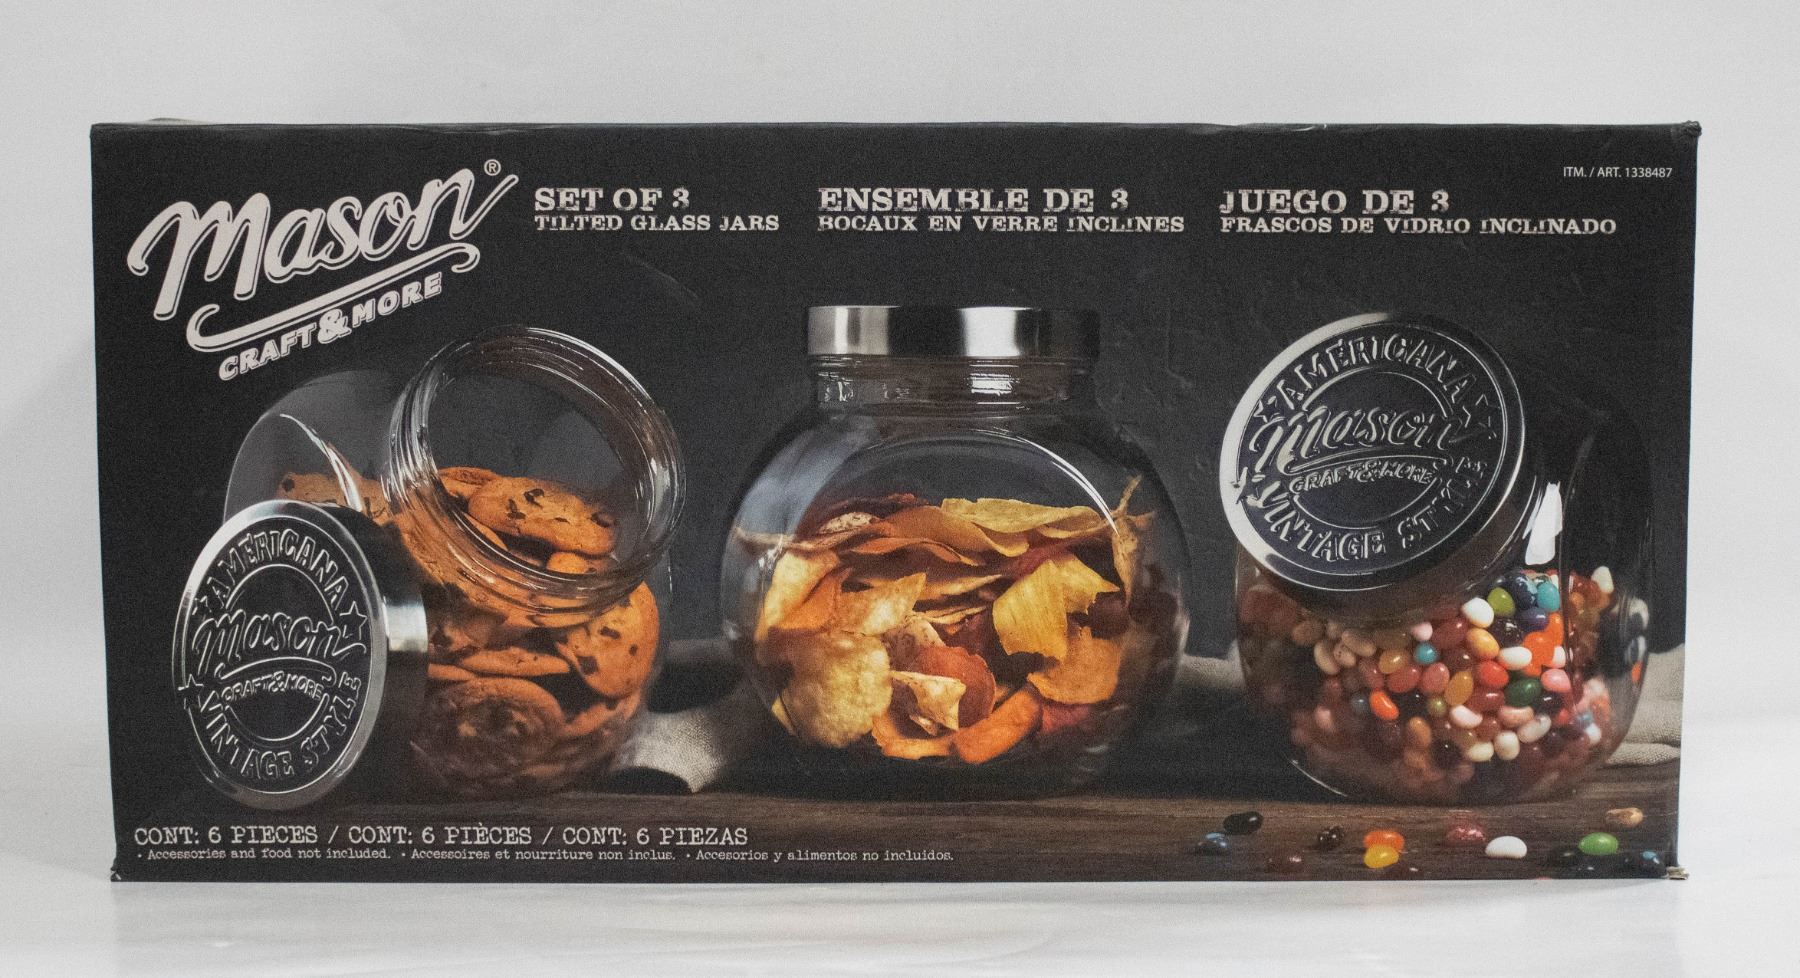 Mason®
CRAFT & MORE
SET OF 3
TILTED GLASS JARS
ENSEMBLE DE 3
BOCAUX EN VERRE INCLINES
JUEGO DE 3
FRASCOS DE VIDRIO INCLINADO
ITM. / ART. 1338487
AMERICANA
Mason
CRAFT & MORE
VINTAGE STYLE
AMERICANA
Mason
CRAFT & MORE
VINTAGE STYLE
CONT: 6 PIECES / CONT: 6 PIÈCES / CONT: 6 PIEZAS
• Accessories and food not included. • Accessoires et nourriture non inclus. • Accesorios y alimentos no incluidos.